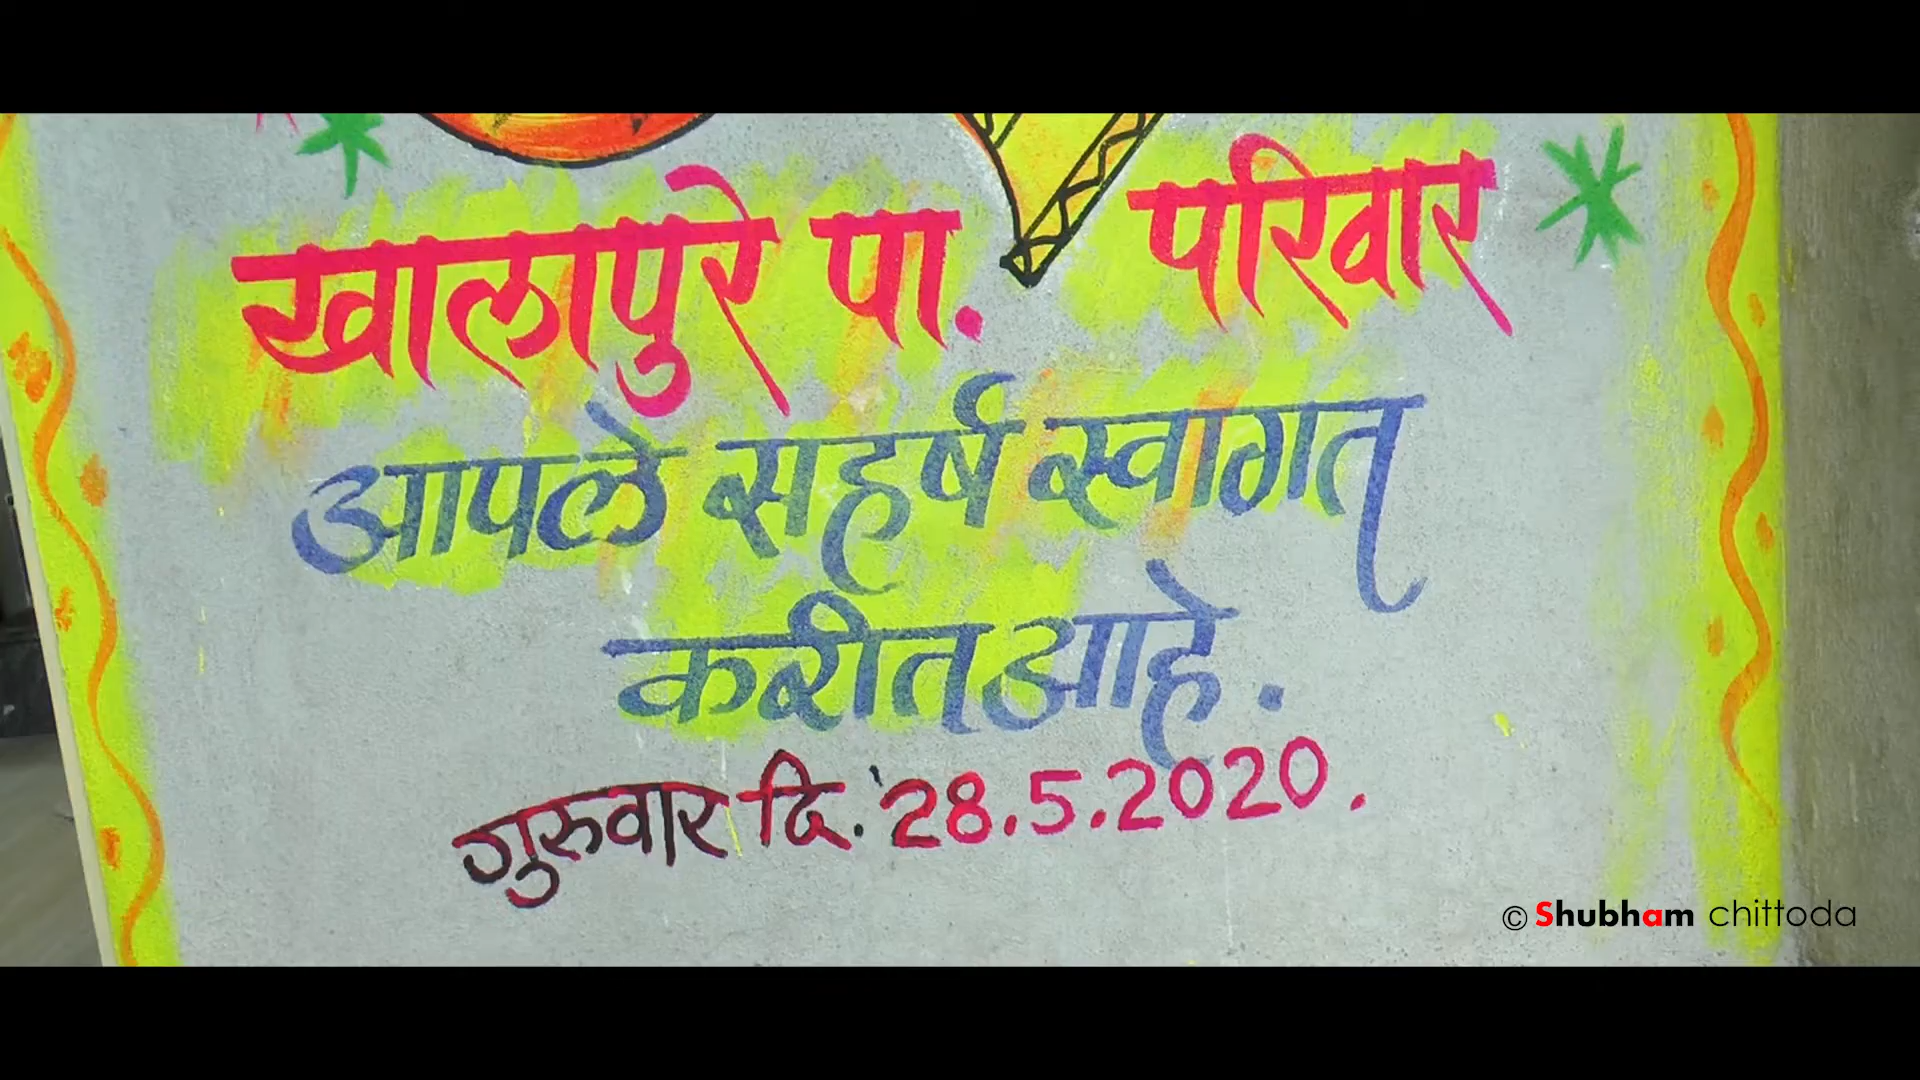 खालापुरे पा. परिवार
आपले सहर्ष स्वागत
करीत आहे.
गुरुवार दि. 28.5.2020.
© Shubham chittoda